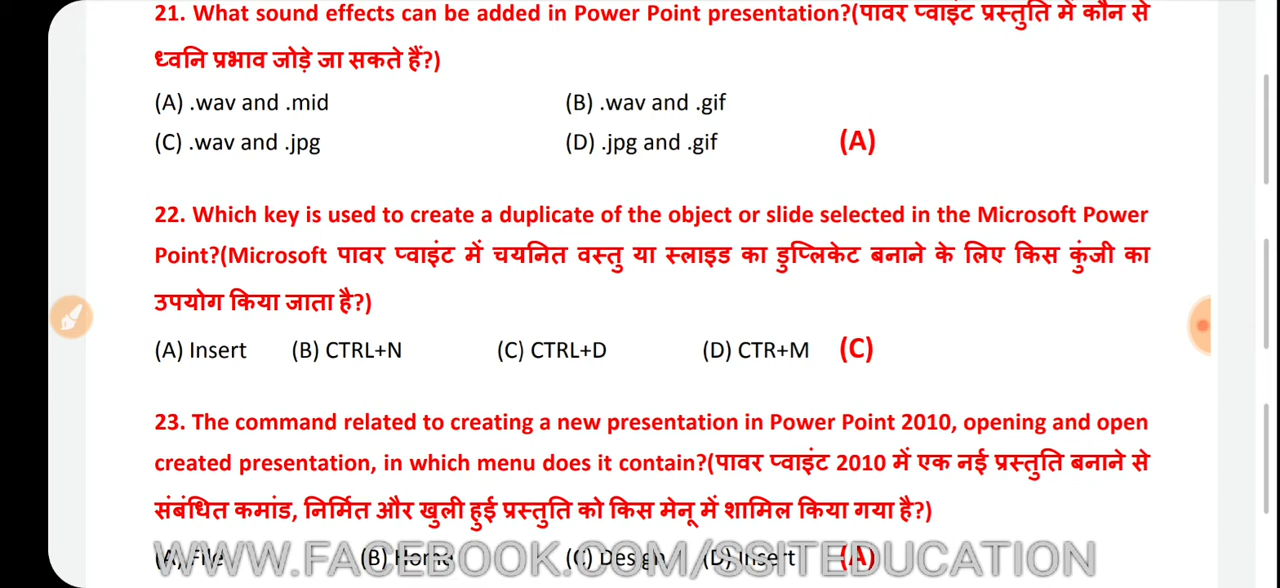 21. What sound effects can be added in Power Point presentation?(पावर प्वाइंट प्रस्तुति में कौन से
ध्वनि प्रभाव जोड़े जा सकते हैं?)
(A) .wav and .mid (B) .wav and .gif
(C) .wav and .jpg (D) .jpg and .gif (A)
22. Which key is used to create a duplicate of the object or slide selected in the Microsoft Power
Point?(Microsoft पावर प्वाइंट में चयनित वस्तु या स्लाइड का डुप्लिकेट बनाने के लिए किस कुंजी का
उपयोग किया जाता है?)
(A) Insert (B) CTRL+N (C) CTRL+D (D) CTR+M (C)
23. The command related to creating a new presentation in Power Point 2010, opening and open
created presentation, in which menu does it contain?(पावर प्वाइंट 2010 में एक नई प्रस्तुति बनाने से
संबंधित कमांड, निर्मित और खुली हुई प्रस्तुति को किस मेनू में शामिल किया गया है?)
(A) File (B) Home (C) Design (D) Insert (A)
WWW.FACEBOOK.COM/SSITEDUCATION